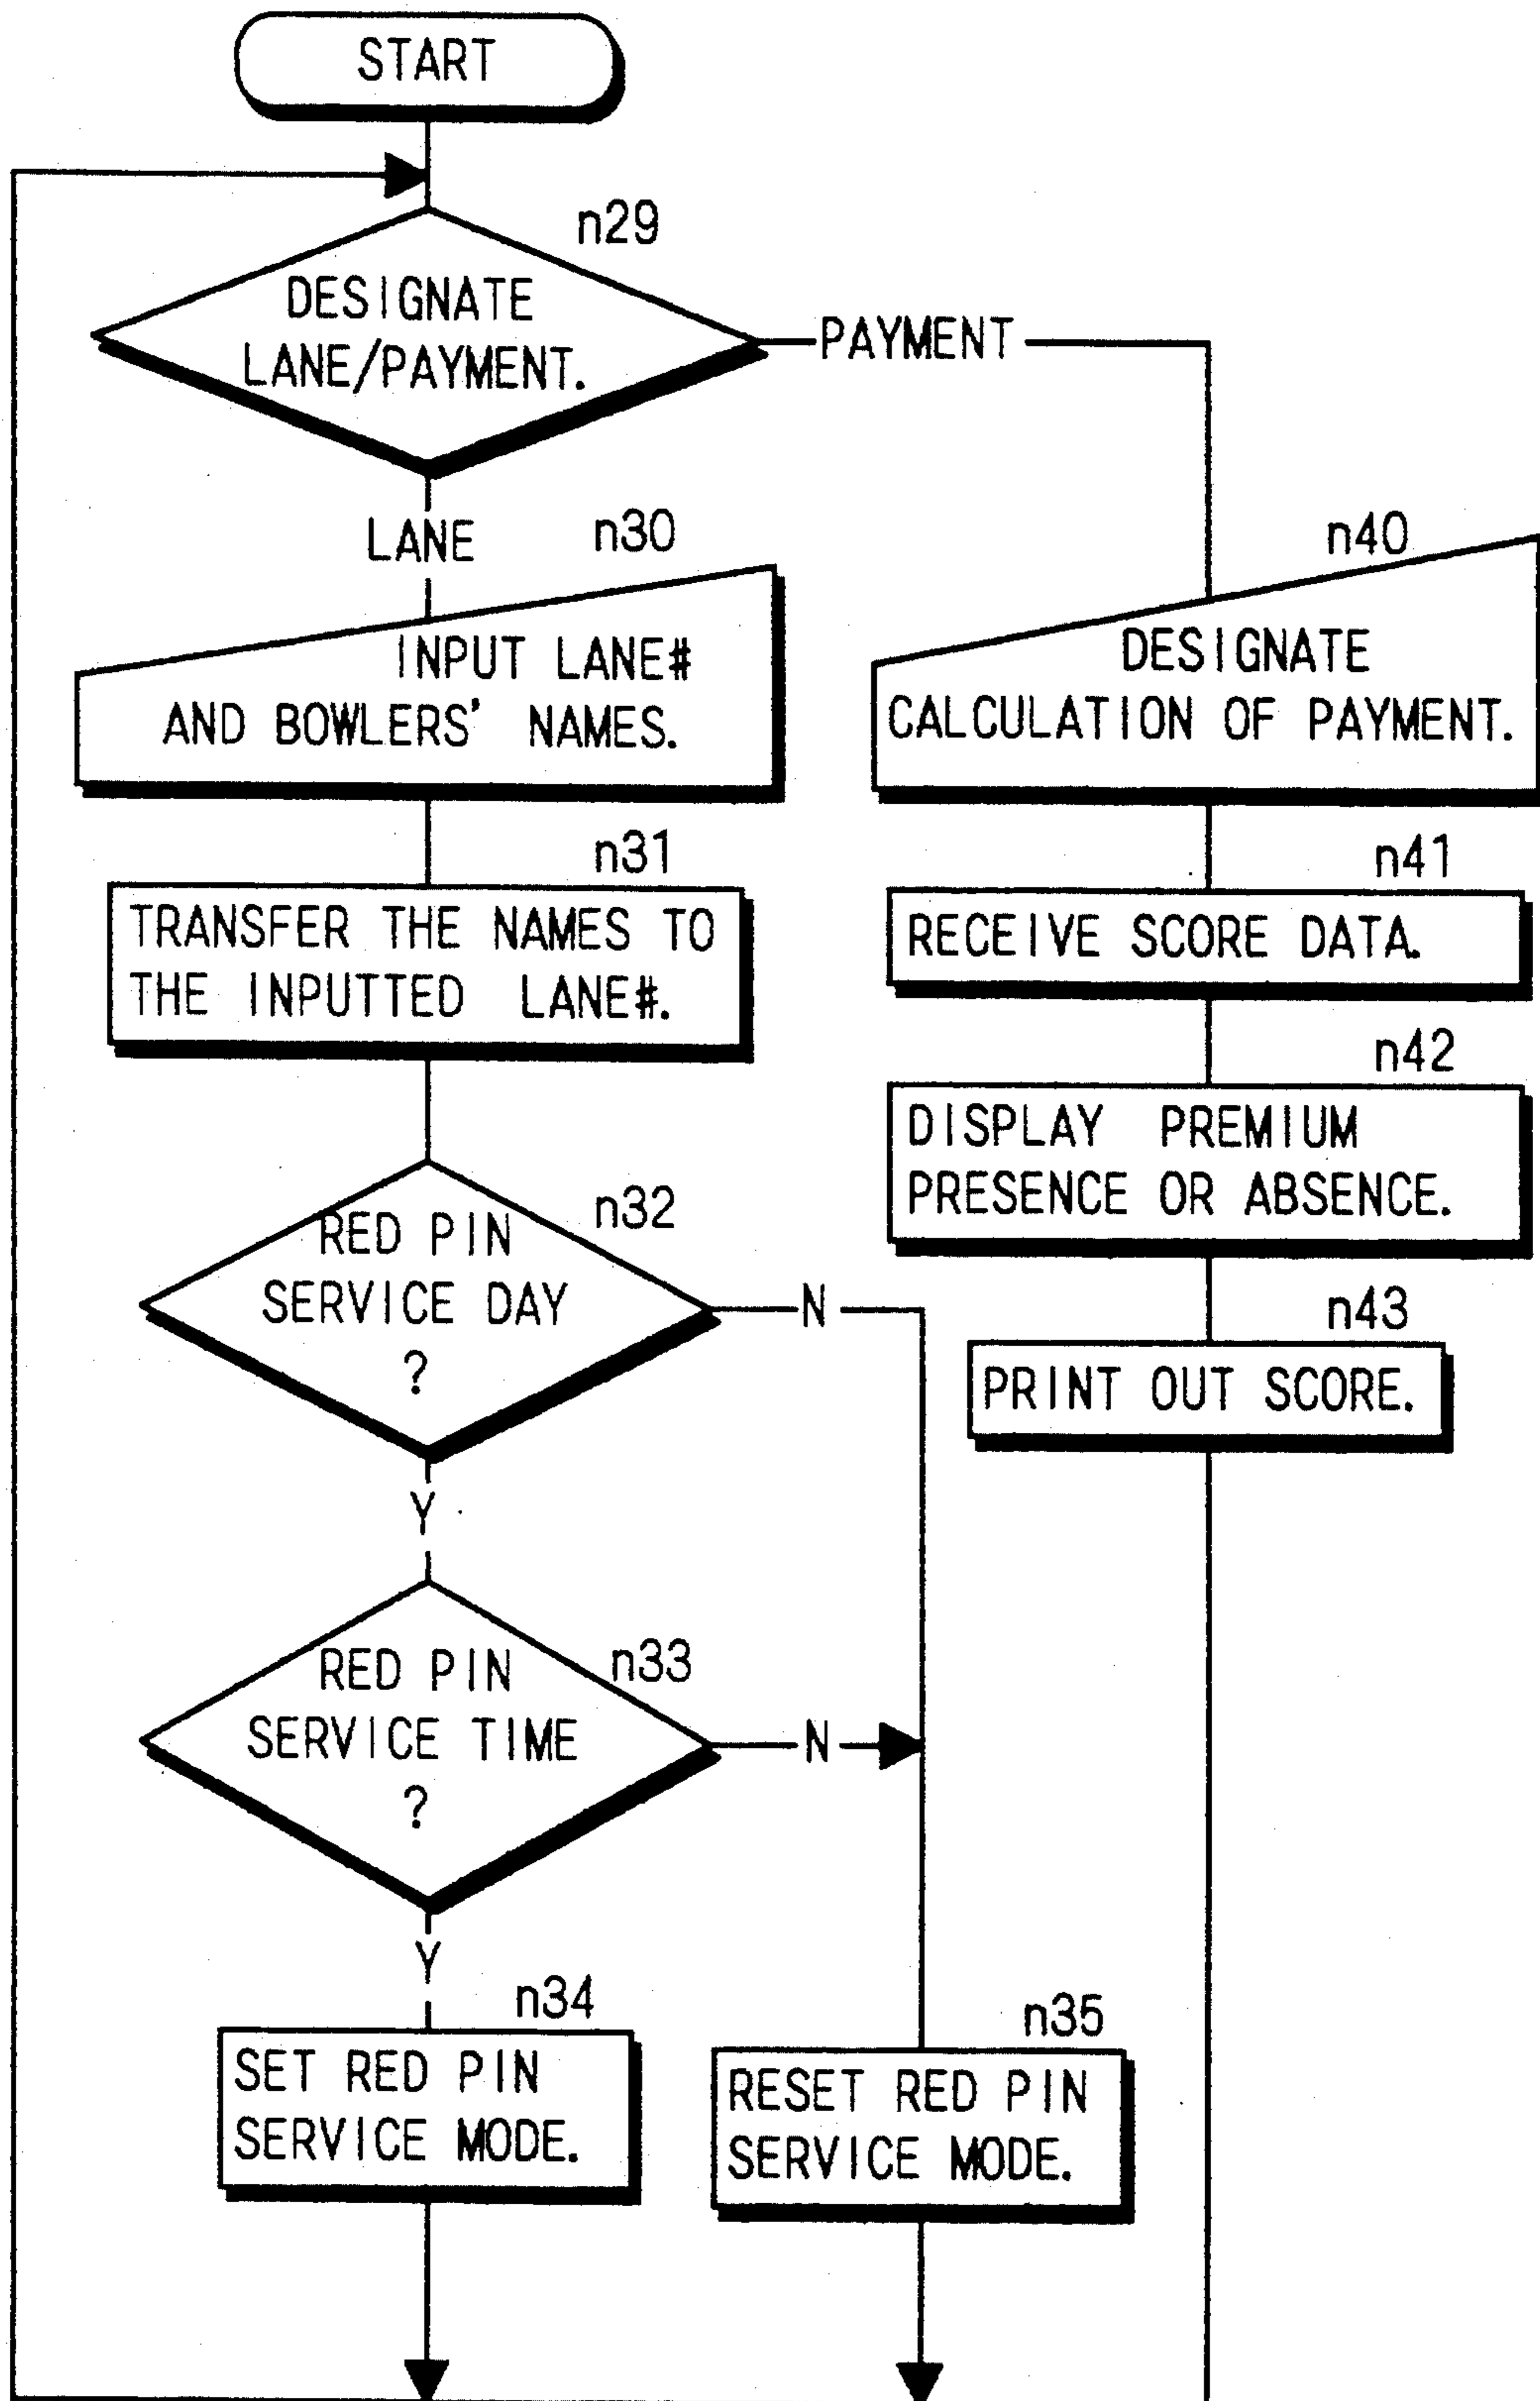 START
n29
DESIGNATE
LANE/PAYMENT.
PAYMENT
LANE
n30
INPUT LANE#
AND BOWLERS' NAMES.
n31
TRANSFER THE NAMES TO
THE INPUTTED LANE#.
n32
RED PIN
SERVICE DAY
?
N
Y
n33
RED PIN
SERVICE TIME
?
N
Y
n34
SET RED PIN
SERVICE MODE.
n35
RESET RED PIN
SERVICE MODE.
n40
DESIGNATE
CALCULATION OF PAYMENT.
n41
RECEIVE SCORE DATA.
n42
DISPLAY PREMIUM
PRESENCE OR ABSENCE.
n43
PRINT OUT SCORE.